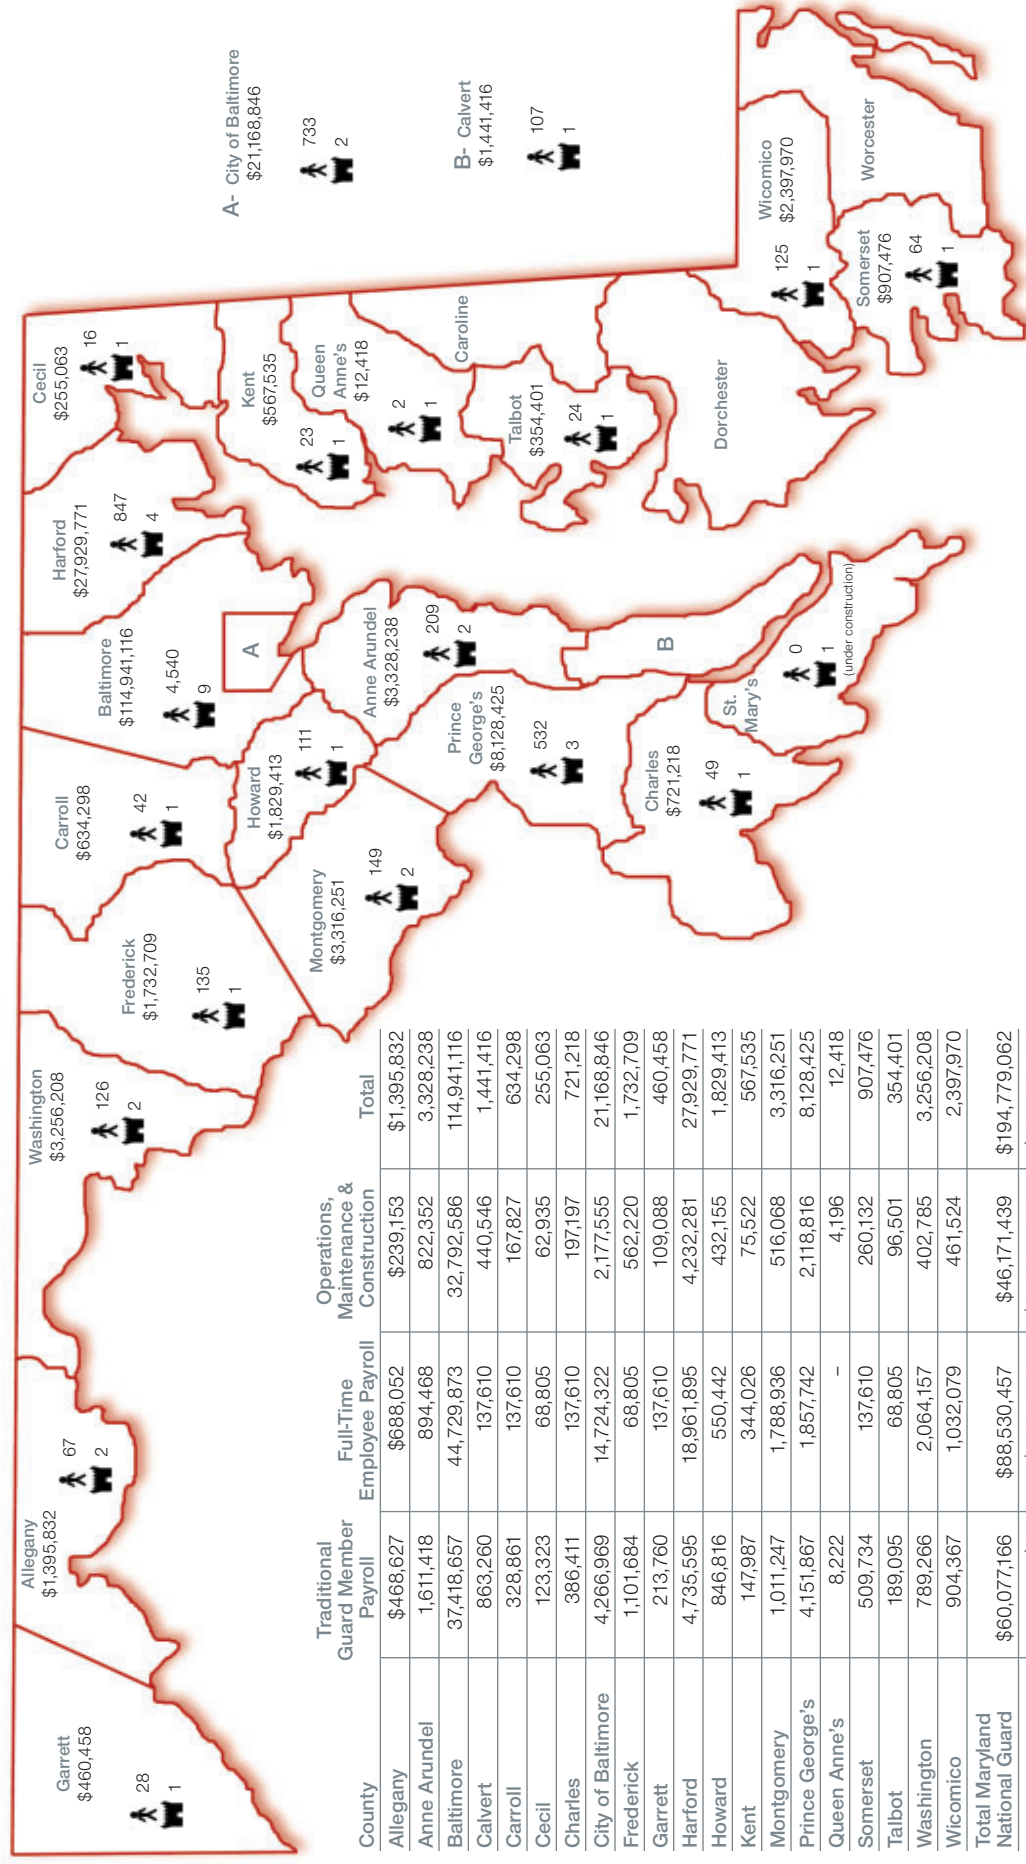 Garrett
$460,458
28
1
Allegany
$1,395,832
67
2
Washington
$3,256,208
126
2
Frederick
$1,732,709
135
1
Carroll
$634,298
42
1
Baltimore
$114,941,116
4,540
9
Harford
$27,929,771
847
4
Cecil
$255,063
16
1
Howard
$1,829,413
111
1
A
Kent
$567,535
23
1
Montgomery
$3,316,251
149
2
Anne Arundel
$3,328,238
209
2
Queen
Anne's
$12,418
2
1
Prince
George's
$8,128,425
532
3
Caroline
Talbot
$354,401
24
1
Charles
$721,218
49
1
B
St.
Mary's
0
1
(under construction)
Dorchester
Wicomico
$2,397,970
125
1
Somerset
$907,476
64
1
Worcester
A- City of Baltimore
$21,168,846
733
2
B- Calvert
$1,441,416
107
1
County Traditional Guard Member Payroll Full-Time Employee Payroll Operations, Maintenance & Construction Total
Allegany $468,627 $688,052 $239,153 $1,395,832
Anne Arundel 1,611,418 894,468 822,352 3,328,238
Baltimore 37,418,657 44,729,873 32,792,586 114,941,116
Calvert 863,260 137,610 440,546 1,441,416
Carroll 328,861 137,610 167,827 634,298
Cecil 123,323 68,805 62,935 255,063
Charles 386,411 137,610 197,197 721,218
City of Baltimore 4,266,969 14,724,322 2,177,555 21,168,846
Frederick 1,101,684 68,805 562,220 1,732,709
Garrett 213,760 137,610 109,088 460,458
Harford 4,735,595 18,961,895 4,232,281 27,929,771
Howard 846,816 550,442 432,155 1,829,413
Kent 147,987 344,026 75,522 567,535
Montgomery 1,011,247 1,788,936 516,068 3,316,251
Prince George's 4,151,867 1,857,742 2,118,816 8,128,425
Queen Anne's 8,222 – 4,196 12,418
Somerset 509,734 137,610 260,132 907,476
Talbot 189,095 68,805 96,501 354,401
Washington 789,266 2,064,157 402,785 3,256,208
Wicomico 904,367 1,032,079 461,524 2,397,970
Total Maryland
National Guard $60,077,166 $88,530,457 $46,171,439 $194,779,062